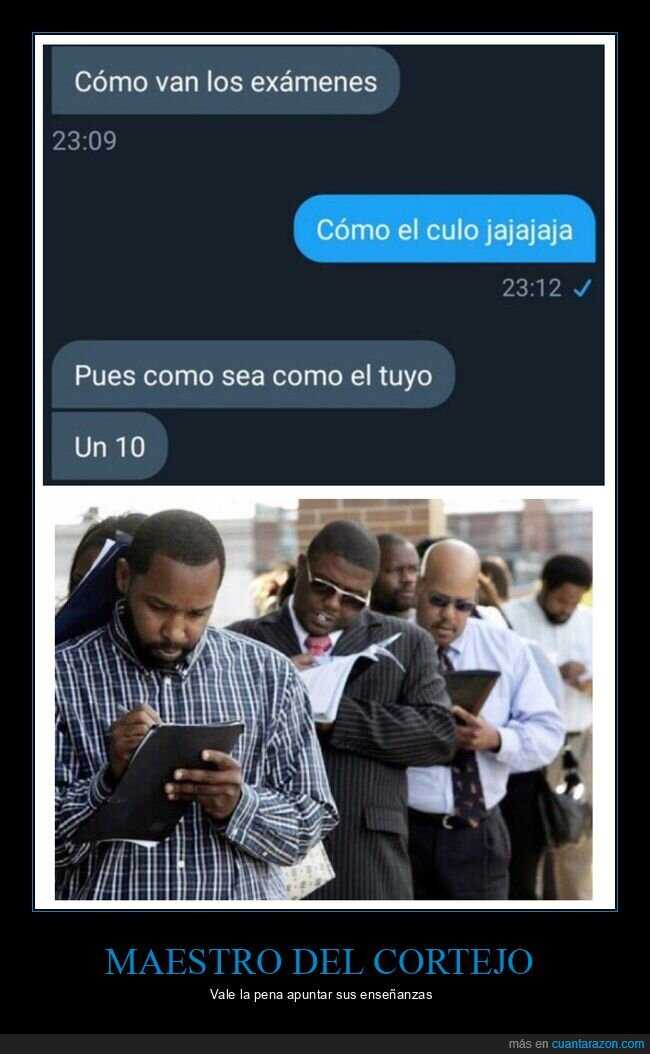 Cómo van los exámenes
23:09
Cómo el culo jajajaja
23:12
Pues como sea como el tuyo
Un 10
MAESTRO DEL CORTEJO
Vale la pena apuntar sus enseñanzas
más en cuantarazon.com